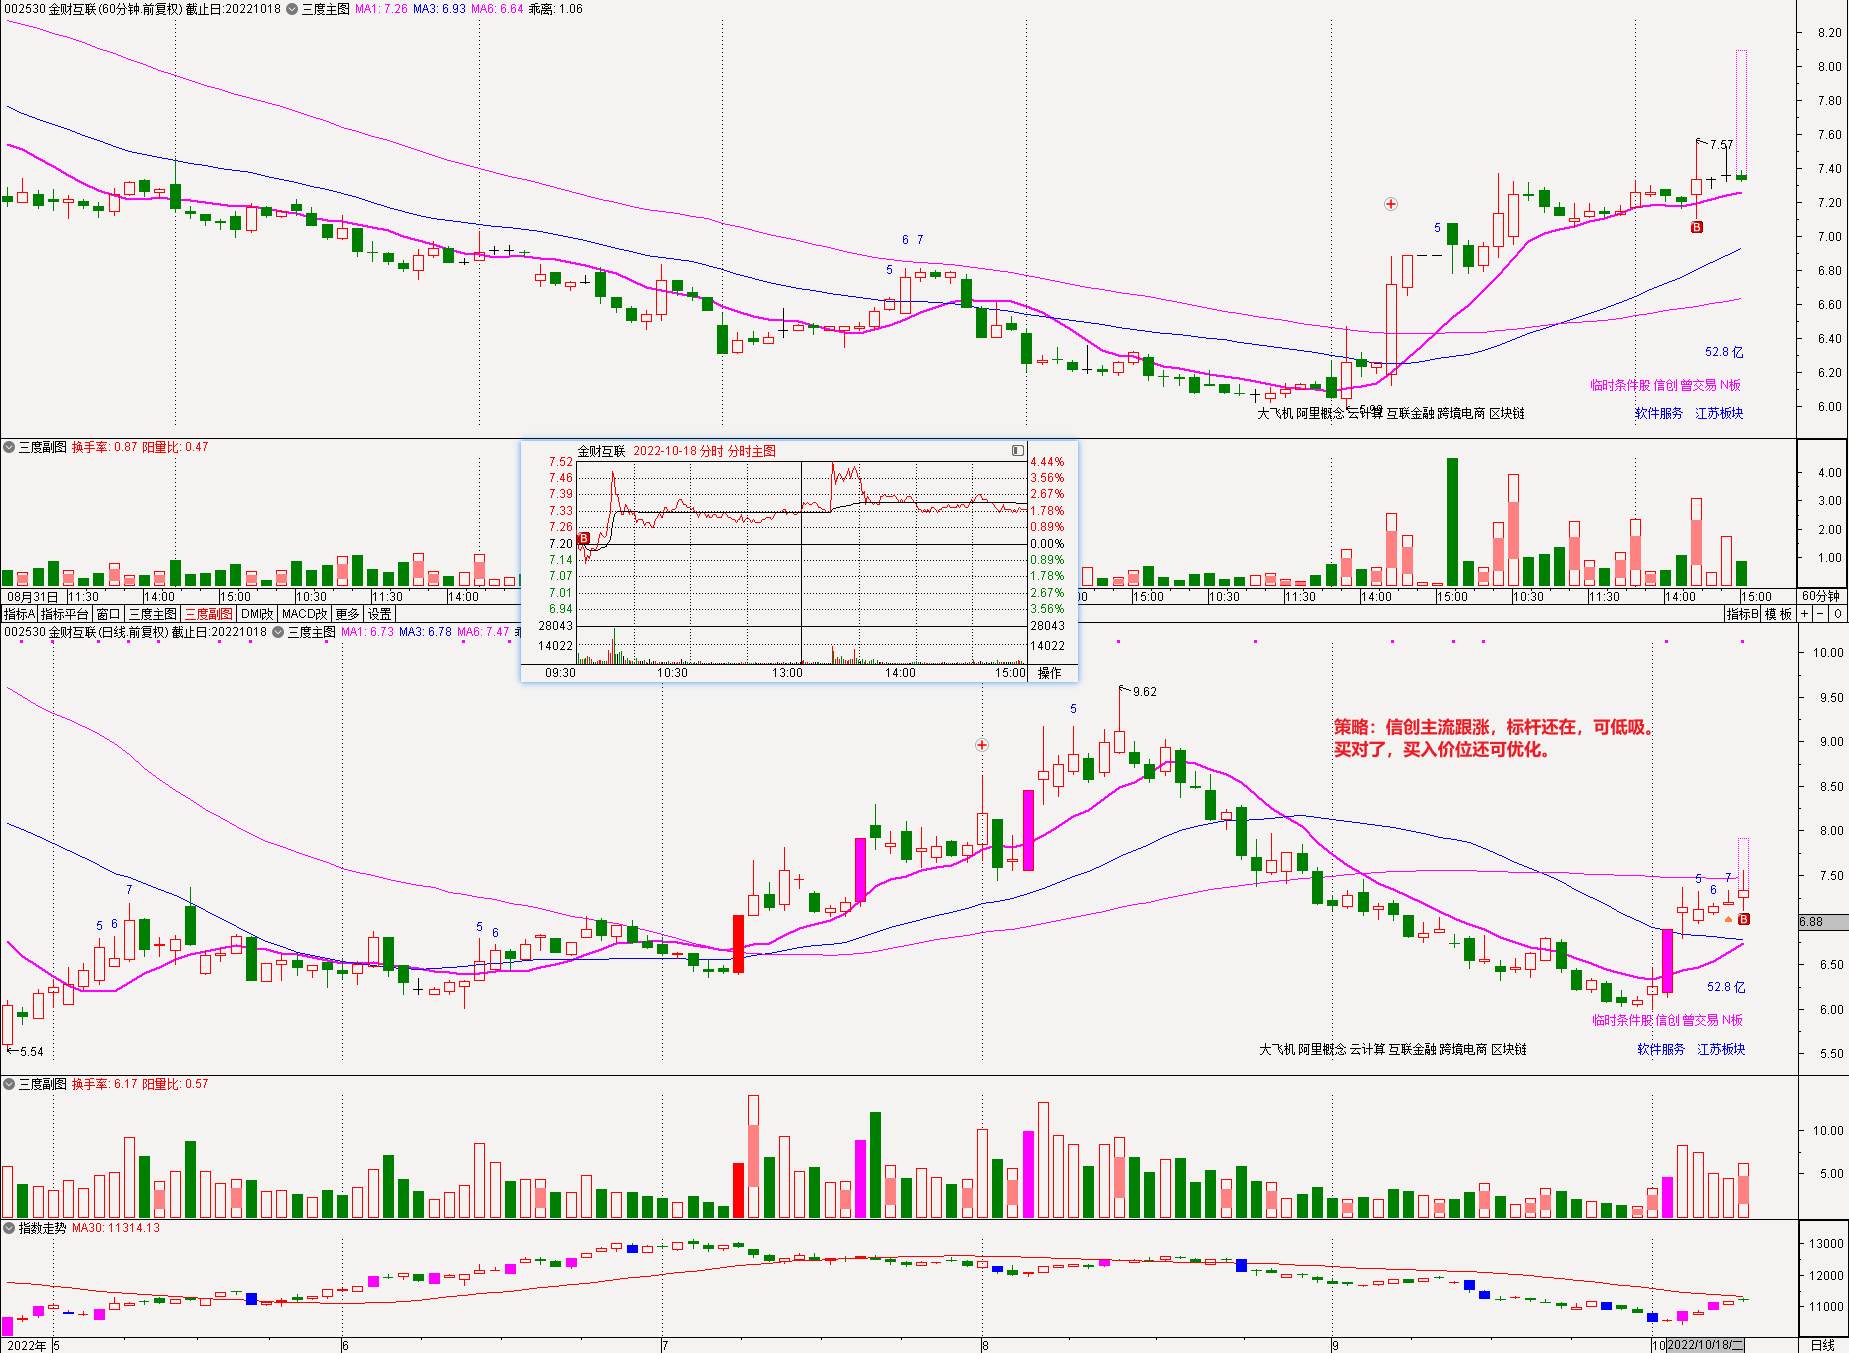 002530 金财互联(60分钟.前复权) 截止日:20221018 三度主图 MA1: 7.26 MA3: 6.93 MA6: 6.64 乖离: 1.06
8.20
8.00
7.80
7.60
7.57
7.40
7.20
B
5
6 7
5
7.00
6.80
6.60
6.40
52.8 亿
6.20
临时条件股 信创 曾交易 N板
6.00
大飞机 阿里概念 云计算 互联金融 跨境电商 区块链
软件服务 江苏板块
三度副图 换手率: 0.87 阳量比: 0.47
4.00
3.00
2.00
1.00
08月31日 11:30 14:00 15:00 10:30 11:30 14:00
15:00 10:30 11:30 14:00 15:00 10:30 11:30 14:00 15:00 60分钟
金财互联 2022-10-18 分时 分时主图
7.52 4.44%
7.46 3.56%
7.39 2.67%
7.33 1.78%
7.26 0.89%
B
7.20 0.00%
7.14 0.89%
7.07 1.78%
7.01 2.67%
6.94 3.56%
28043 28043
14022 14022
09:30 10:30 13:00 14:00 15:00 操作
指标A 指标平台 窗口 三度主图 三度副图 DMI改 MACD改 更多 设置
指标B 模板 + − 0
002530 金财互联(日线.前复权) 截止日:20221018 三度主图 MA1: 6.73 MA3: 6.78 MA6: 7.47
10.00
9.62
9.50
5
策略：信创主流跟涨，标杆还在，可低吸。
买对了，买入价位还可优化。
9.00
8.50
8.00
7.50
5 6 7
7
5 6
5 6
B
6.88
6.50
52.8 亿
6.00
临时条件股 信创 曾交易 N板
5.54
5.50
大飞机 阿里概念 云计算 互联金融 跨境电商 区块链
软件服务 江苏板块
三度副图 换手率: 6.17 阳量比: 0.57
10.00
5.00
指数走势 MA30: 11314.13
13000
12000
11000
2022年 5 6 7 8 9 10 2022/10/18/二 日线